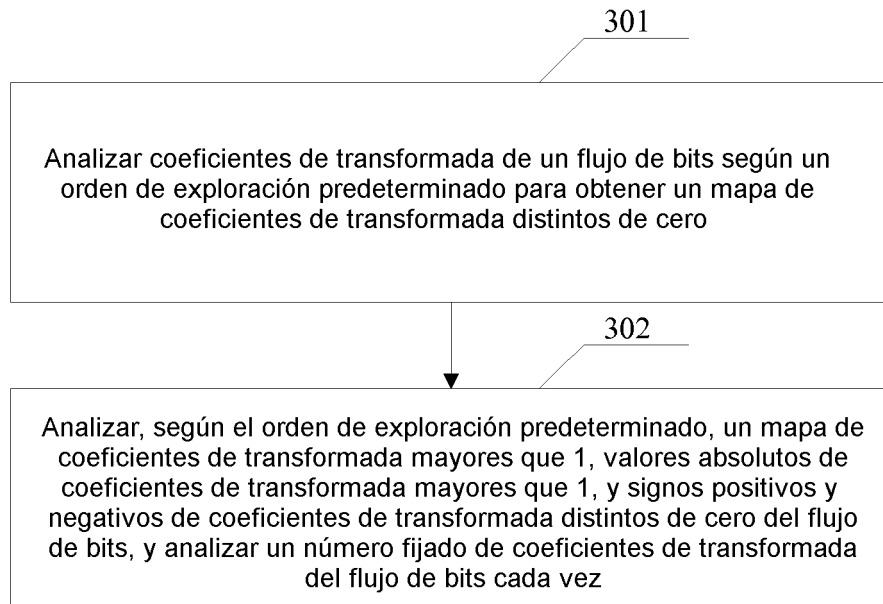 301
Analizar coeficientes de transformada de un flujo de bits según un
orden de exploración predeterminado para obtener un mapa de
coeficientes de transformada distintos de cero
302
Analizar, según el orden de exploración predeterminado, un mapa de
coeficientes de transformada mayores que 1, valores absolutos de
coeficientes de transformada mayores que 1, y signos positivos y
negativos de coeficientes de transformada distintos de cero del flujo
de bits, y analizar un número fijado de coeficientes de transformada
del flujo de bits cada vez